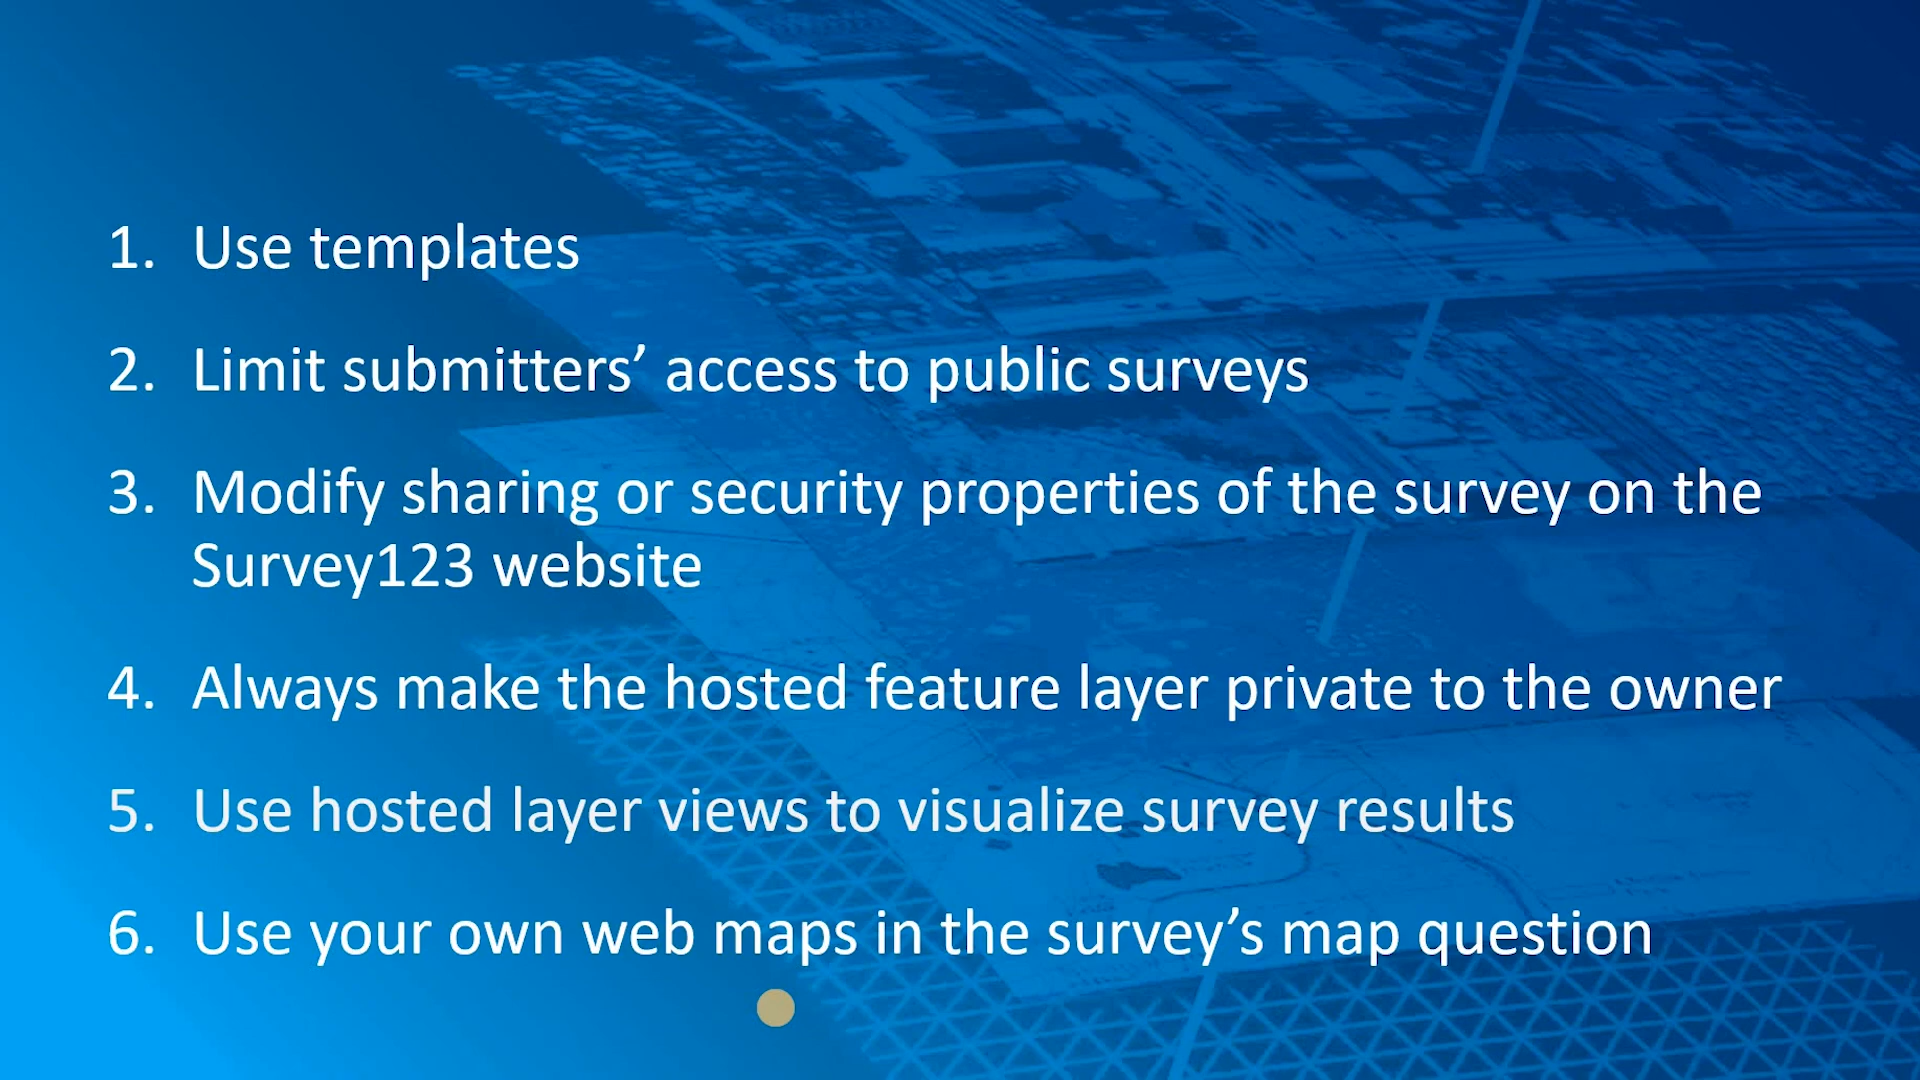 1. Use templates
2. Limit submitters’ access to public surveys
3. Modify sharing or security properties of the survey on the
Survey123 website
4. Always make the hosted feature layer private to the owner
5. Use hosted layer views to visualize survey results
6. Use your own web maps in the survey’s map question